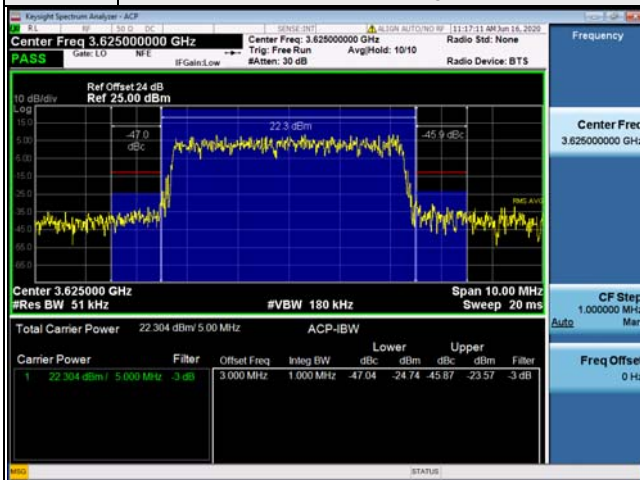 Keysight Spectrum Analyzer - ACP
RL RF 50 Ω DC SENSE:INT ALIGN AUTO/NO RF 11:17:11 AM Jun 16, 2020
Center Freq 3.625000000 GHz
Center Freq: 3.625000000 GHz
Radio Std: None
PASS
Gate: LO NFE
Trig: Free Run
Avg|Hold: 10/10
IFGain:Low
#Atten: 30 dB
Radio Device: BTS
Ref Offset 24 dB
10 dB/div Ref 25.00 dBm
Log
15.0
5.00
-47.0 dBc
22.3 dBm
-45.9 dBc
RMS AVG
Center 3.625000 GHz
Span 10.00 MHz
#Res BW 51 kHz
#VBW 180 kHz
Sweep 20 ms
Total Carrier Power 22.304 dBm/ 5.00 MHz
ACP-IBW
Lower Upper
Carrier Power Filter Offset Freq Integ BW dBc dBm dBc dBm Filter
1 22.304 dBm / 5.000 MHz -3 dB 3.000 MHz 1.000 MHz -47.04 -24.74 -45.87 -23.57 -3 dB
MSG
STATUS
Frequency
Center Freq
3.625000000 GHz
CF Step
1.000000 MHz
Auto Man
Freq Offset
0 Hz